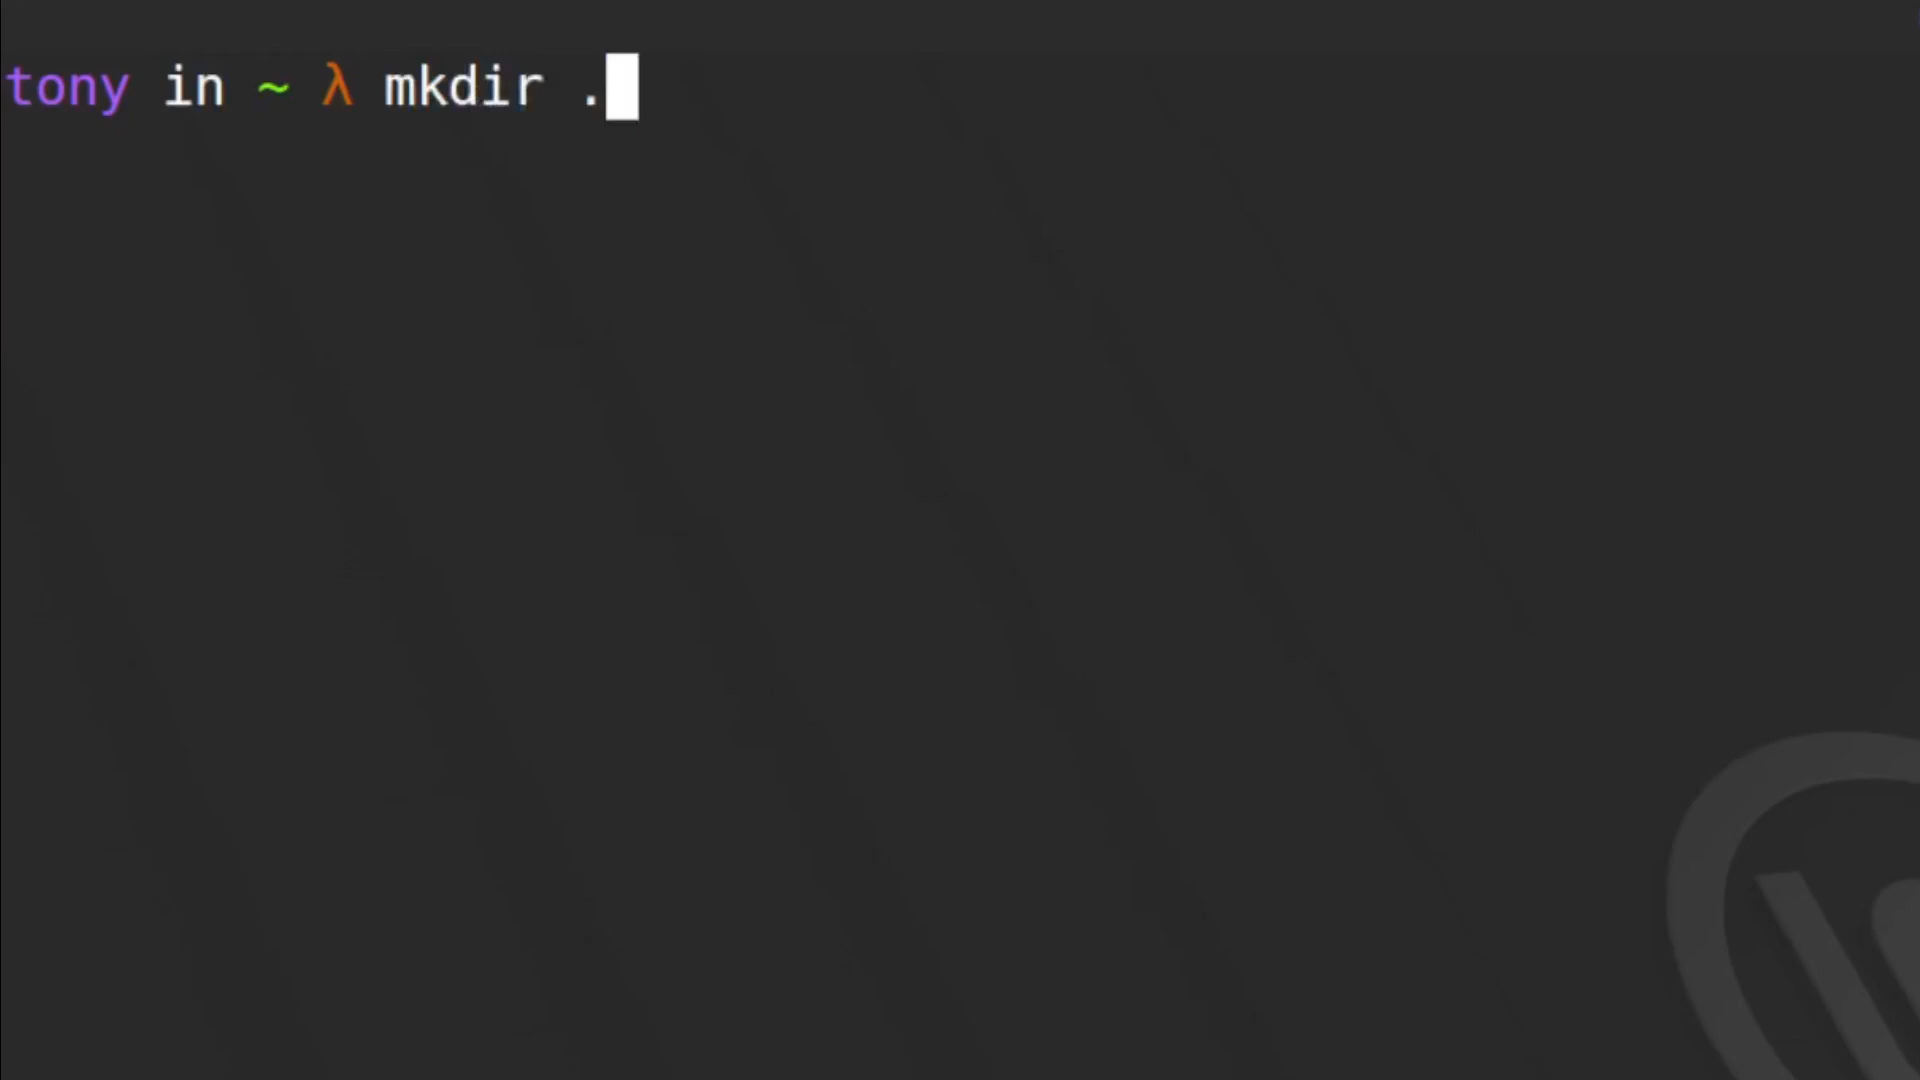 tony in ~ λ mkdir .